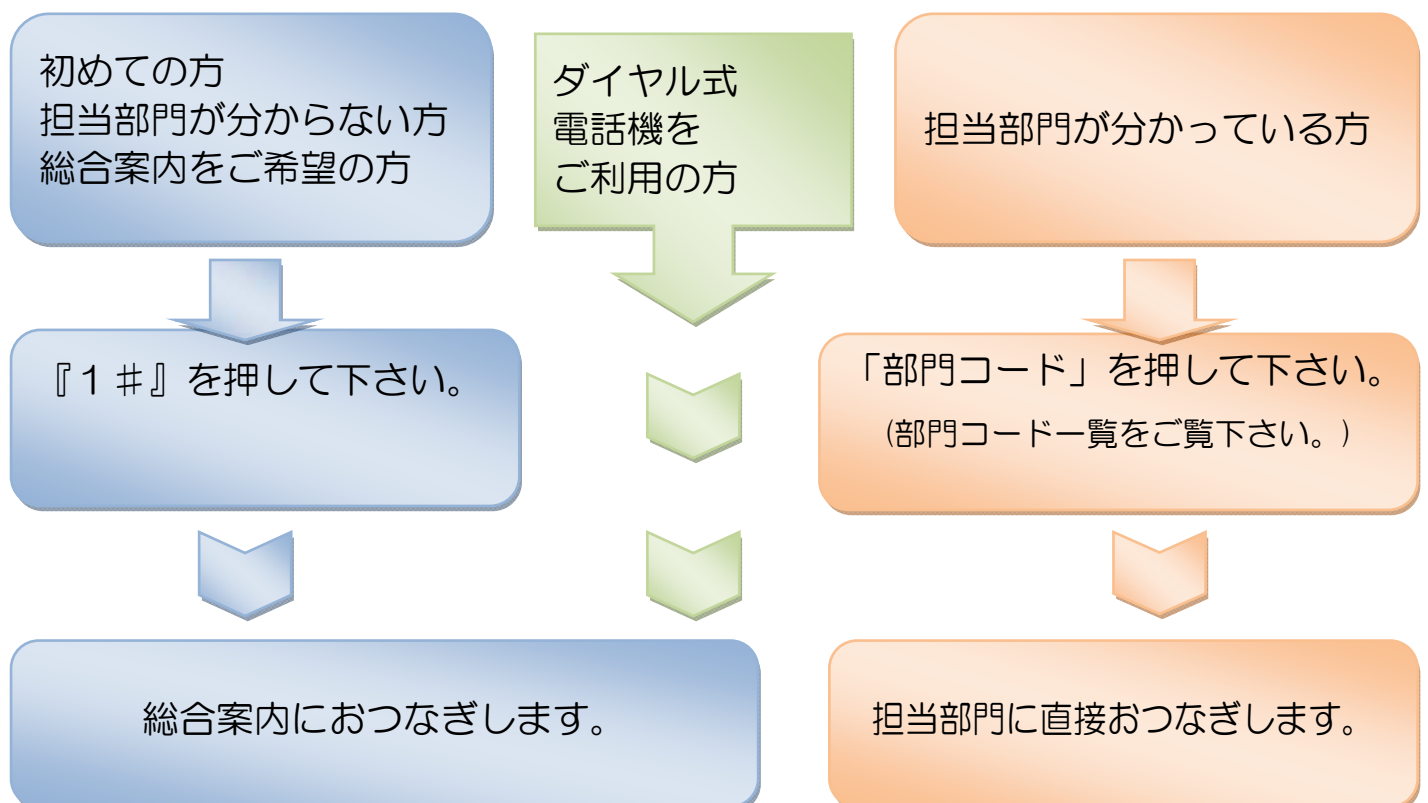 初めての方
担当部門が分からない方
総合案内をご希望の方
ダイヤル式
電話機を
ご利用の方
担当部門が分かっている方
『１＃』を押して下さい。
「部門コード」を押して下さい。
（部門コード一覧をご覧下さい。）
総合案内におつなぎします。
担当部門に直接おつなぎします。